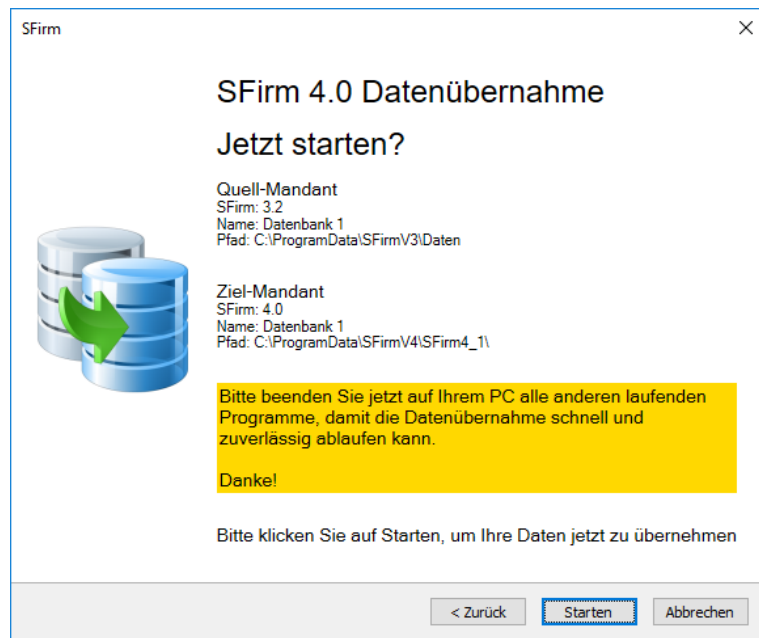 SFirm
SFirm 4.0 Datenübernahme
Jetzt starten?
Quell-Mandant
SFirm: 3.2
Name: Datenbank 1
Pfad: C:\ProgramData\SFirmV3\Daten
Ziel-Mandant
SFirm: 4.0
Name: Datenbank 1
Pfad: C:\ProgramData\SFirmV4\SFirm4_1\
Bitte beenden Sie jetzt auf Ihrem PC alle anderen laufenden
Programme, damit die Datenübernahme schnell und
zuverlässig ablaufen kann.
Danke!
Bitte klicken Sie auf Starten, um Ihre Daten jetzt zu übernehmen
< Zurück Starten Abbrechen